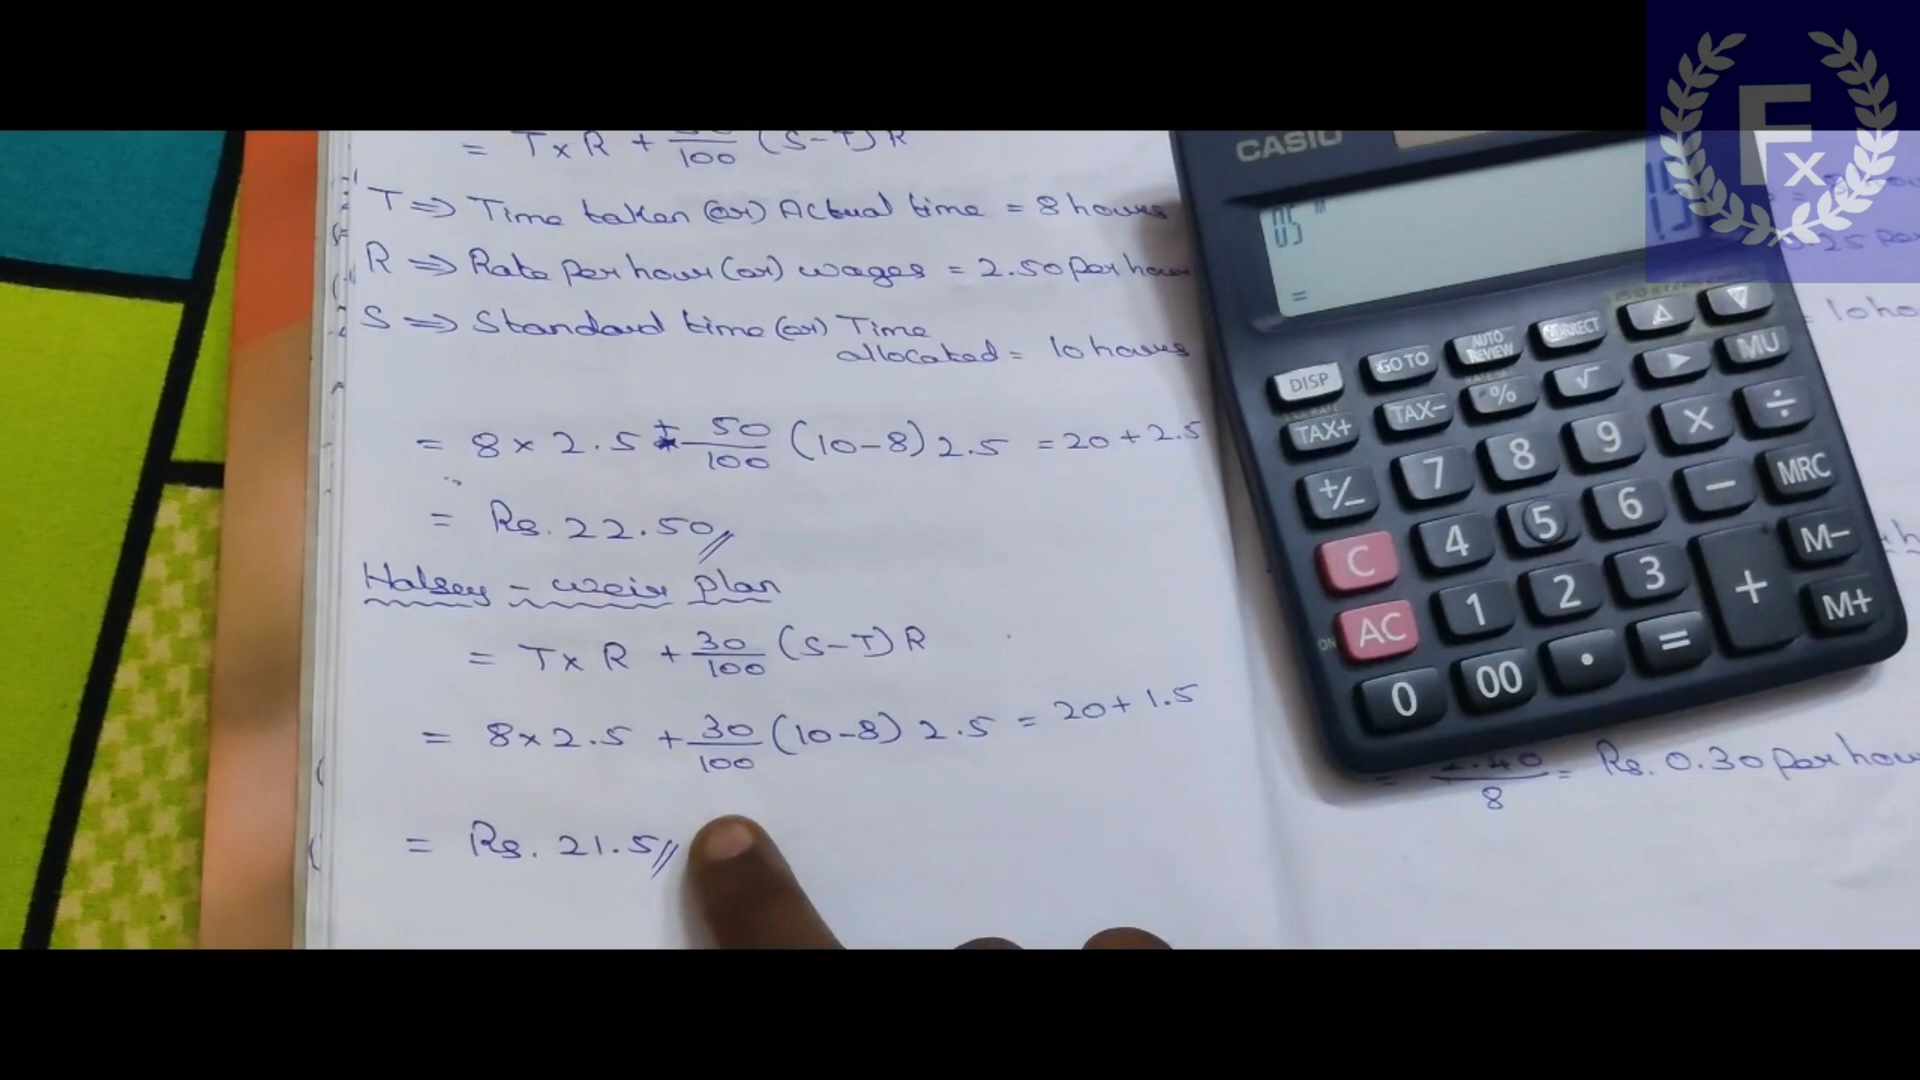 = T x R + /100 (S-T) R
T => Time taken (or) Actual time = 8 hours
R => Rate per hour (or) wages = 2.50 per hour
S => Standard time (or) Time
allocated = 10 hours
= 8 x 2.5 + 50/100 (10-8) 2.5 = 20 + 2.5
= Rs. 22.50//
Halsey - weir plan
= T x R + 30/100 (S-T) R
= 8 x 2.5 + 30/100 (10-8) 2.5 = 20 + 1.5
= Rs. 21.5//
CASIO
Fx
DISP GO TO AUTO REVIEW CORRECT
TAX+ TAX- % √ MU
+/- 7 8 9 × ÷
C 4 5 6 - MRC
ON AC 1 2 3 + M-
0 00 . = M+
8 = Rs. 0.30 per hou